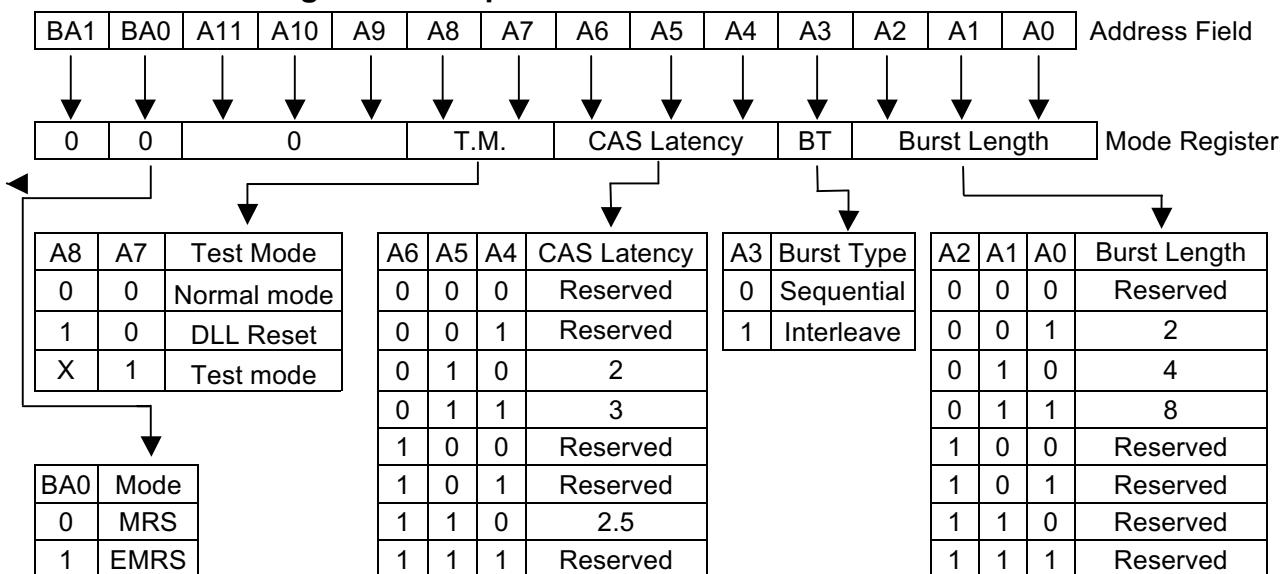 BA1 BA0 A11 A10 A9 A8 A7 A6 A5 A4 A3 A2 A1 A0 Address Field
0 0 0 T.M. CAS Latency BT Burst Length Mode Register
A8 A7 Test Mode
0 0 Normal mode
1 0 DLL Reset
X 1 Test mode
BA0 Mode
0 MRS
1 EMRS
A6 A5 A4 CAS Latency
0 0 0 Reserved
0 0 1 Reserved
0 1 0 2
0 1 1 3
1 0 0 Reserved
1 0 1 Reserved
1 1 0 2.5
1 1 1 Reserved
A3 Burst Type
0 Sequential
1 Interleave
A2 A1 A0 Burst Length
0 0 0 Reserved
0 0 1 2
0 1 0 4
0 1 1 8
1 0 0 Reserved
1 0 1 Reserved
1 1 0 Reserved
1 1 1 Reserved